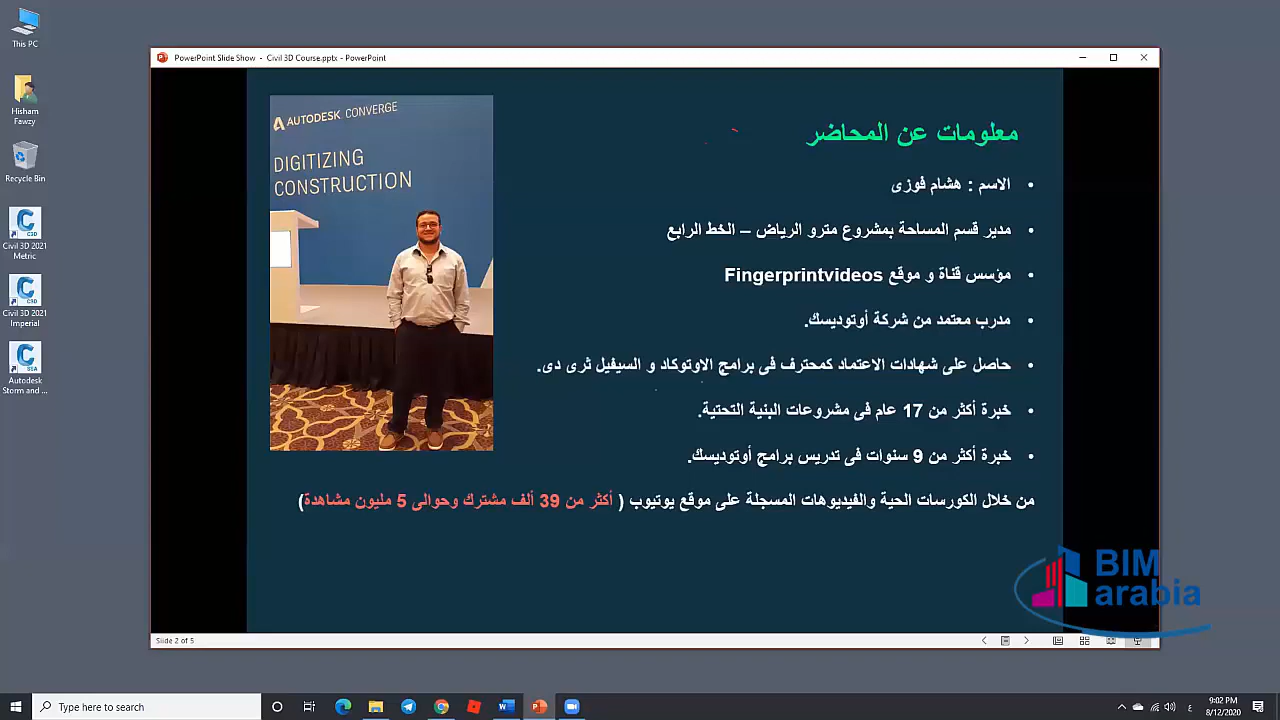 This PC
Hisham
Fawzy
Recycle Bin
Civil 3D 2021
Metric
Civil 3D 2021
Imperial
Autodesk
Storm and ...
PowerPoint Slide Show - Civil 3D Course.pptx - PowerPoint
AUTODESK CONVERGE
DIGITIZING
CONSTRUCTION
معلومات عن المحاضر
• الاسم : هشام فوزى
• مدير قسم المساحة بمشروع مترو الرياض – الخط الرابع
• مؤسس قناة و موقع Fingerprintvideos
• مدرب معتمد من شركة أوتوديسك.
• حاصل على شهادات الاعتماد كمحترف فى برامج الاوتوكاد و السيفيل ثرى دى.
• خبرة أكثر من 17 عام فى مشروعات البنية التحتية.
• خبرة أكثر من 9 سنوات فى تدريس برامج أوتوديسك.
من خلال الكورسات الحية والفيديوهات المسجلة على موقع يوتيوب ( أكثر من 39 ألف مشترك وحوالى 5 مليون مشاهدة)
BIM
arabia
Slide 2 of 5
Type here to search
9:02 PM
8/12/2020